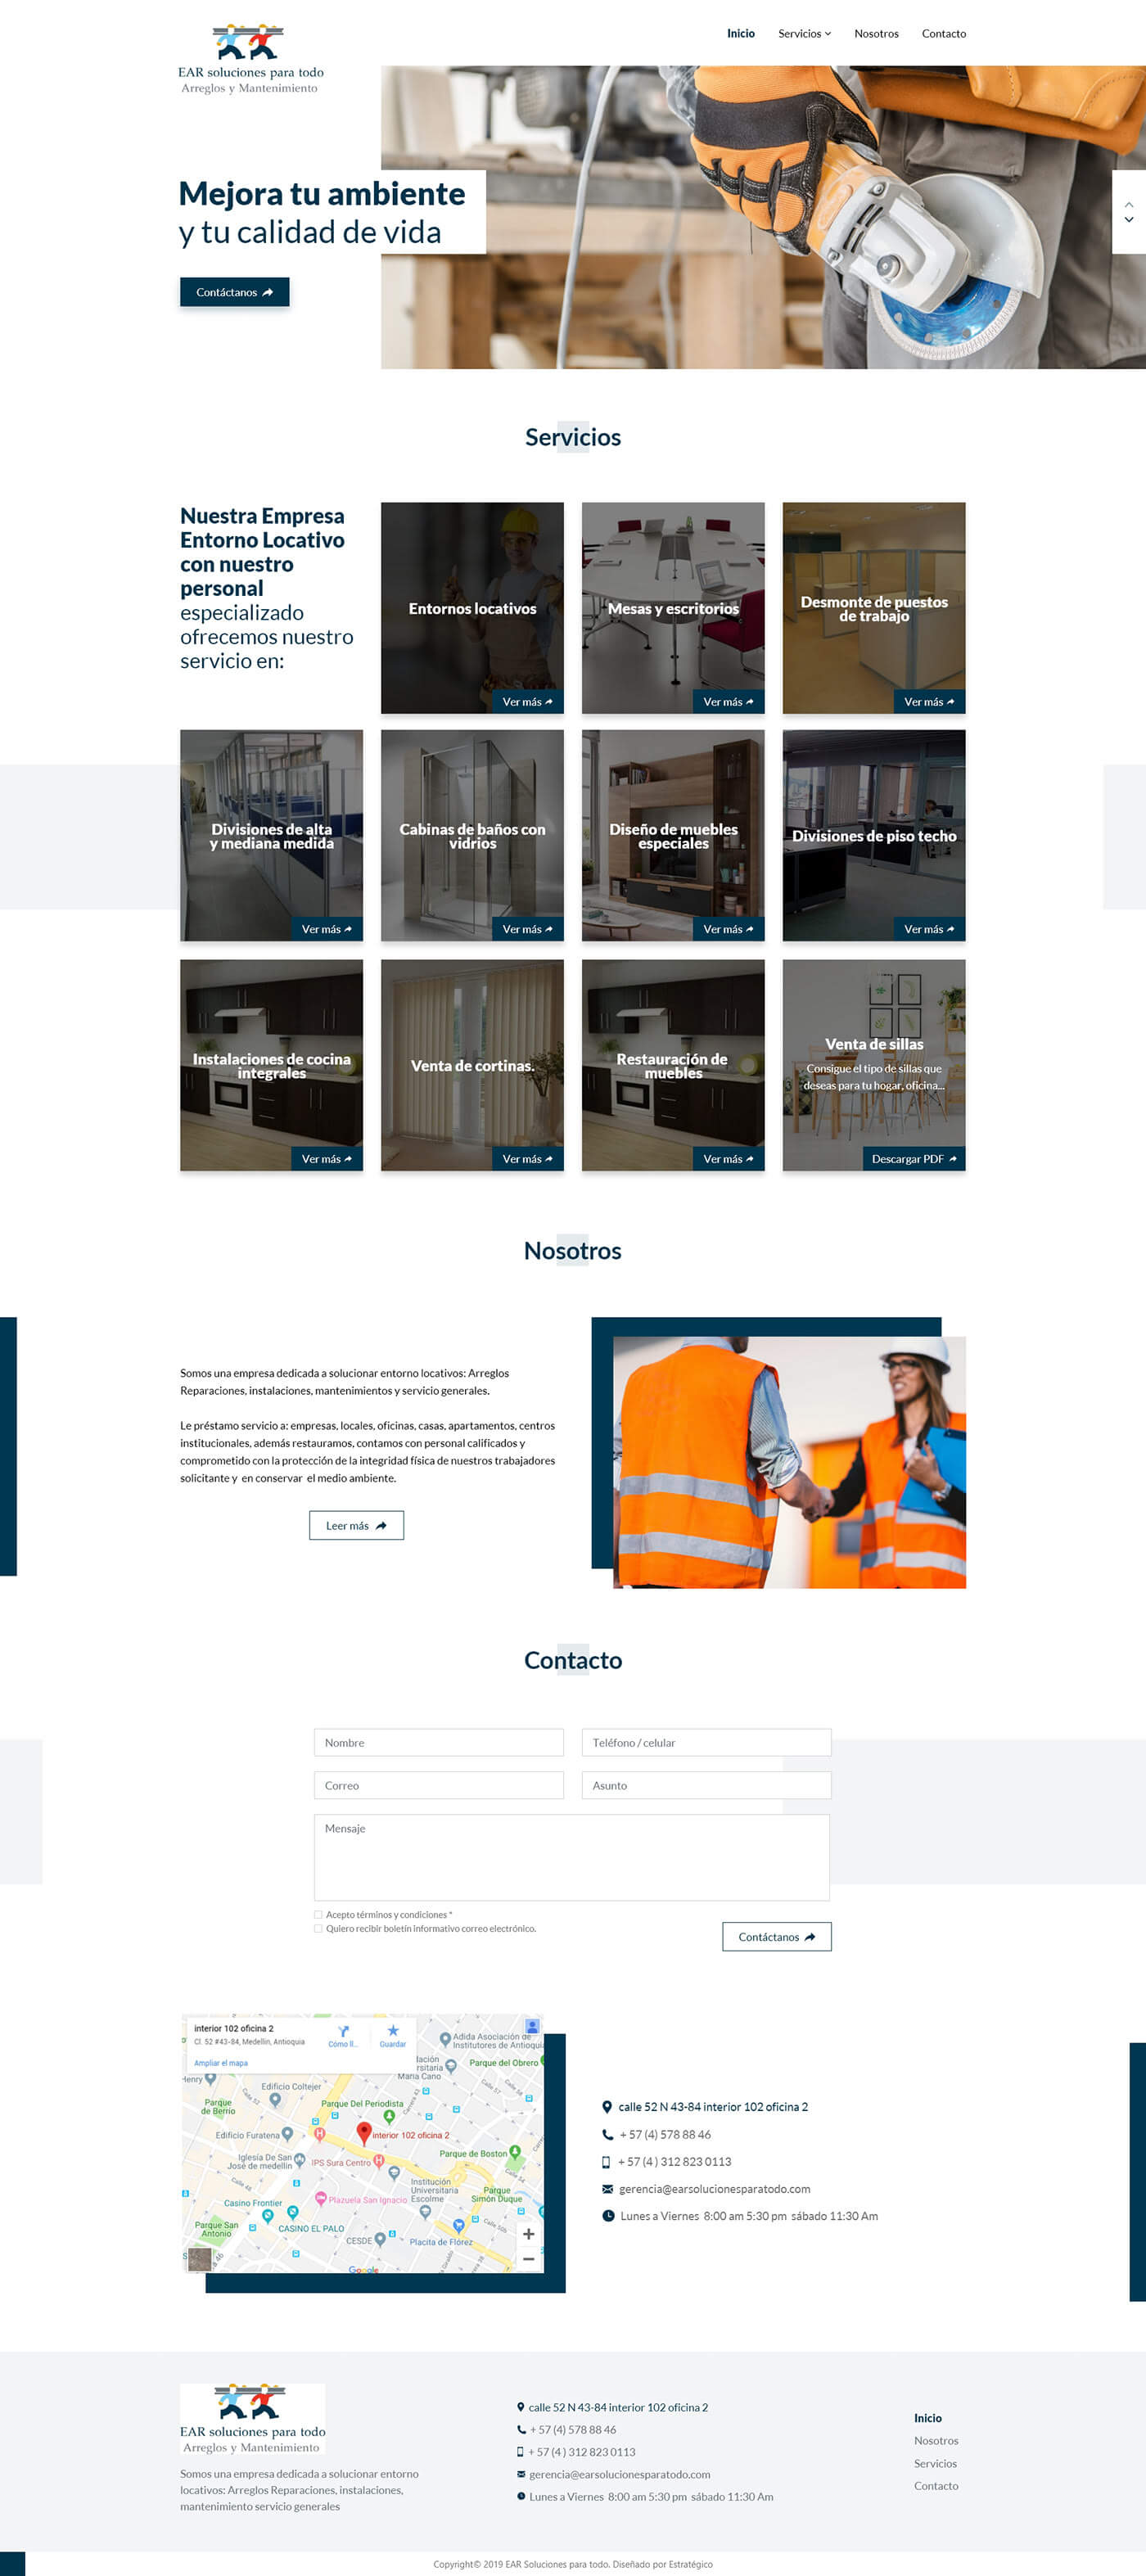 EAR soluciones para todo
Arreglos y Mantenimiento
Inicio
Servicios
Nosotros
Contacto
Mejora tu ambiente
y tu calidad de vida
Contáctanos
Servicios
Nuestra Empresa
Entorno Locativo
con nuestro
personal
especializado
ofrecemos nuestro
servicio en:
Entornos locativos
Ver más
Mesas y escritorios
Ver más
Desmonte de puestos
de trabajo
Ver más
Divisiones de alta
y mediana medida
Ver más
Cabinas de baños con
vidrios
Ver más
Diseño de muebles
especiales
Ver más
Divisiones de piso techo
Ver más
Instalaciones de cocina
integrales
Ver más
Venta de cortinas.
Ver más
Restauración de
muebles
Ver más
Venta de sillas
Consigue el tipo de sillas que
deseas para tu hogar, oficina...
Descargar PDF
Nosotros
Somos una empresa dedicada a solucionar entorno locativos: Arreglos
Reparaciones, instalaciones, mantenimientos y servicio generales.
Le préstamo servicio a: empresas, locales, oficinas, casas, apartamentos, centros
institucionales, además restauramos, contamos con personal calificados y
comprometido con la protección de la integridad física de nuestros trabajadores
solicitante y en conservar el medio ambiente.
Leer más
Contacto
Nombre
Teléfono / celular
Correo
Asunto
Mensaje
Acepto términos y condiciones *
Quiero recibir boletín informativo correo electrónico.
Contáctanos
interior 102 oficina 2
Cl. 52 #43-84, Medellín, Antioquia
Cómo ll...
Guardar
Ampliar el mapa
Adida Asociación de
Institutores de Antioquia
Parque del Obrero
Maria Cano
Edificio Coltejer
Parque
de Berrío
Parque Del Periodista
Edificio Furatena
interior 102 oficina 2
Parque de Boston
Iglesia De San
José de medellín
IPS Sura Centro
Institución
Universitaria
Escolme
Parque
Simón Duque
Casino Frontier
Plazuela San Ignacio
Parque San
Antonio
CASINO EL PALO
CESDE
Placita de Flórez
Google
calle 52 N 43-84 interior 102 oficina 2
+ 57 (4) 578 88 46
+ 57 (4 ) 312 823 0113
gerencia@earsolucionesparatodo.com
Lunes a Viernes 8:00 am 5:30 pm sábado 11:30 Am
EAR soluciones para todo
Arreglos y Mantenimiento
Somos una empresa dedicada a solucionar entorno
locativos: Arreglos Reparaciones, instalaciones,
mantenimiento servicio generales
calle 52 N 43-84 interior 102 oficina 2
+ 57 (4) 578 88 46
+ 57 (4 ) 312 823 0113
gerencia@earsolucionesparatodo.com
Lunes a Viernes 8:00 am 5:30 pm sábado 11:30 Am
Inicio
Nosotros
Servicios
Contacto
Copyright© 2019 EAR Soluciones para todo. Diseñado por Estratégico